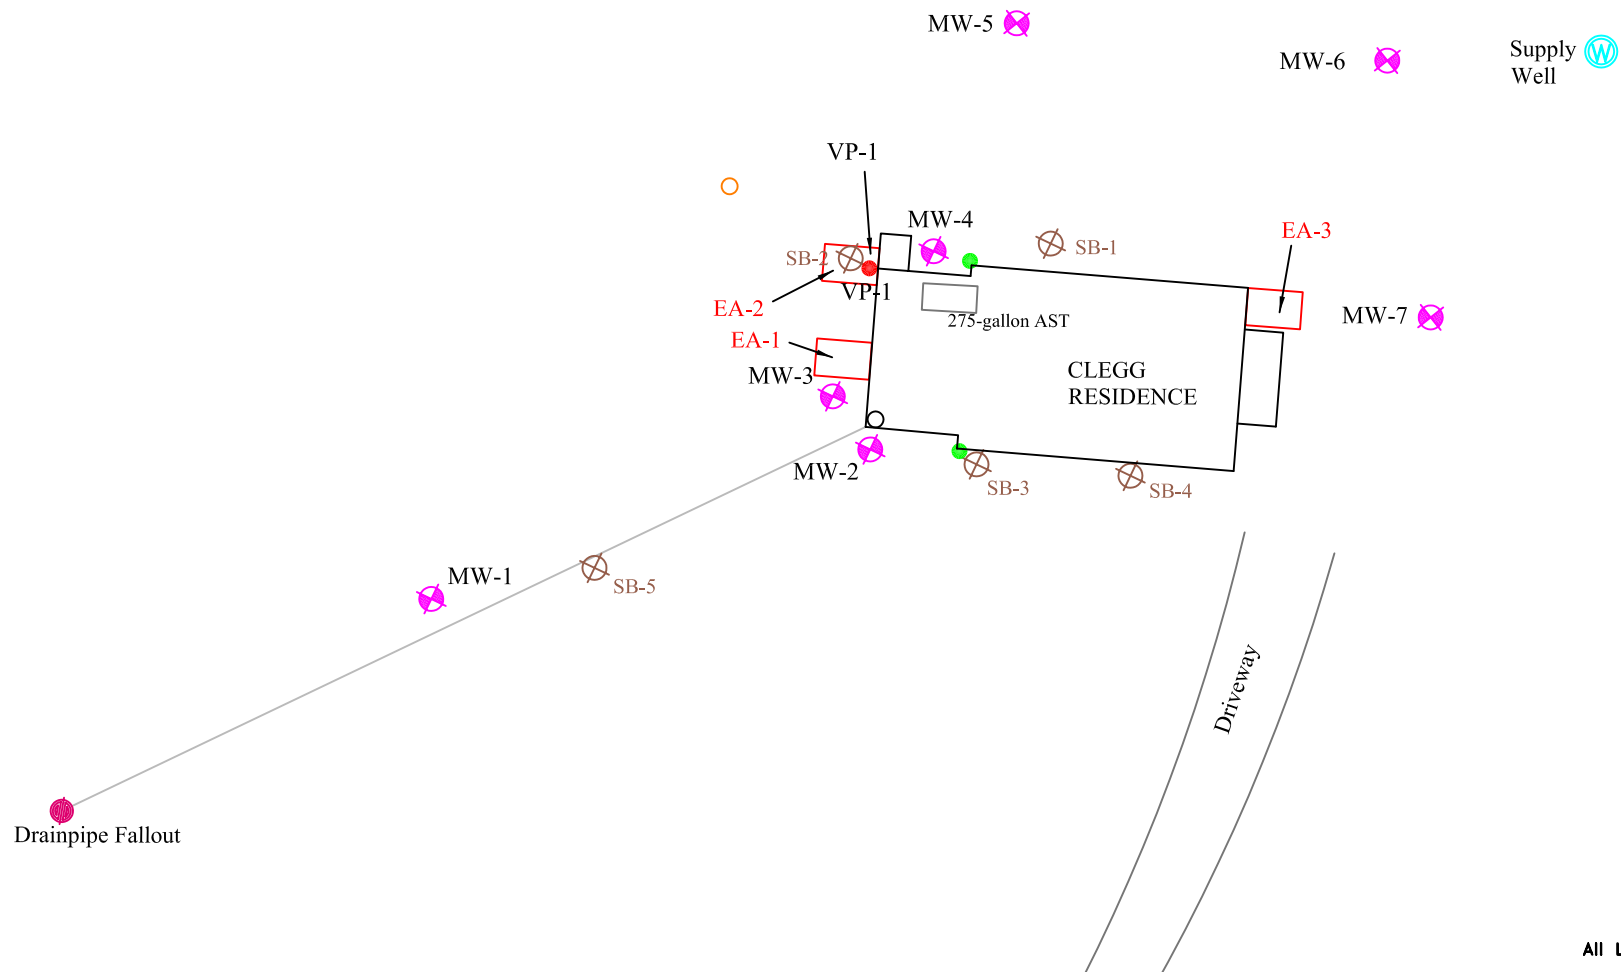 MW-5
MW-6
Supply
Well
W
VP-1
MW-4
SB-1
EA-3
SB-2
VP-1
EA-2
275-gallon AST
MW-7
EA-1
MW-3
CLEGG
RESIDENCE
MW-2
SB-3
SB-4
MW-1
SB-5
Driveway
Drainpipe Fallout
All